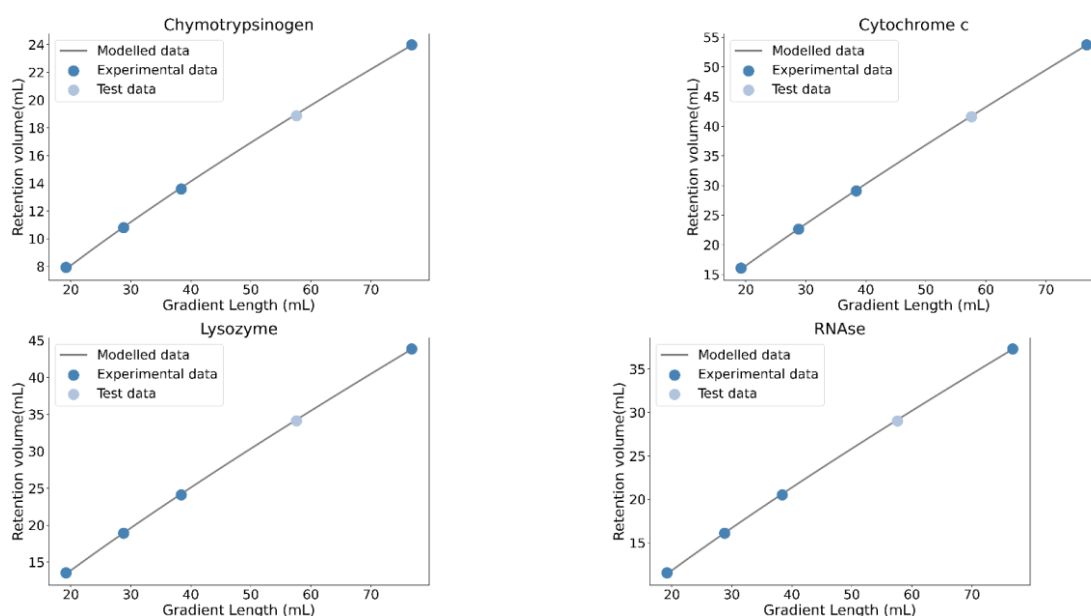 Chymotrypsinogen
Modelled data
Experimental data
Test data
Retention volume(mL)
24
22
20
18
16
14
12
10
8
20 30 40 50 60 70
Gradient Length (mL)
Cytochrome c
Modelled data
Experimental data
Test data
Retention volume(mL)
55
50
45
40
35
30
25
20
15
20 30 40 50 60 70
Gradient Length (mL)
Lysozyme
Modelled data
Experimental data
Test data
Retention volume(mL)
45
40
35
30
25
20
15
20 30 40 50 60 70
Gradient Length (mL)
RNAse
Modelled data
Experimental data
Test data
Retention volume(mL)
35
30
25
20
15
20 30 40 50 60 70
Gradient Length (mL)